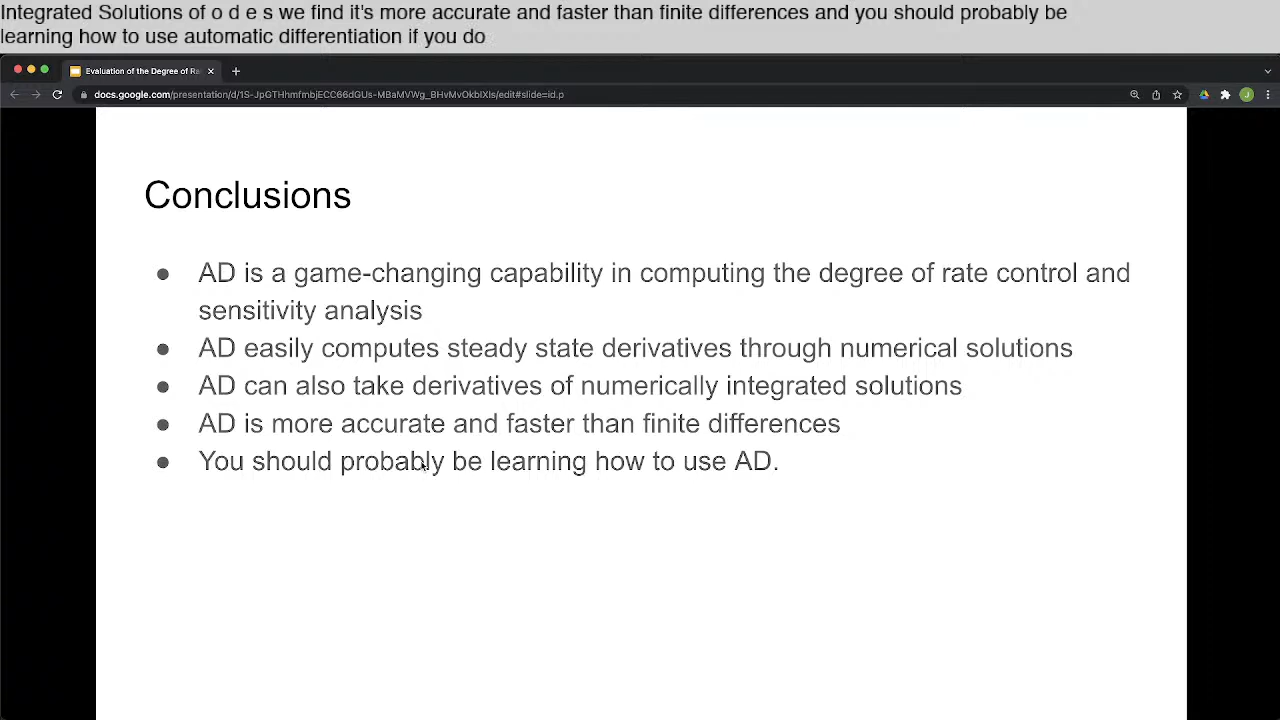 Integrated Solutions of o d e s we find it's more accurate and faster than finite differences and you should probably be
learning how to use automatic differentiation if you do
Evaluation of the Degree of Ra
docs.google.com/presentation/d/1S-JpGTHhmfmbjECC66dGUs-MBaMVWg_BHvMvOkbIXls/edit#slide=id.p
J
Conclusions
● AD is a game-changing capability in computing the degree of rate control and
sensitivity analysis
● AD easily computes steady state derivatives through numerical solutions
● AD can also take derivatives of numerically integrated solutions
● AD is more accurate and faster than finite differences
● You should probably be learning how to use AD.